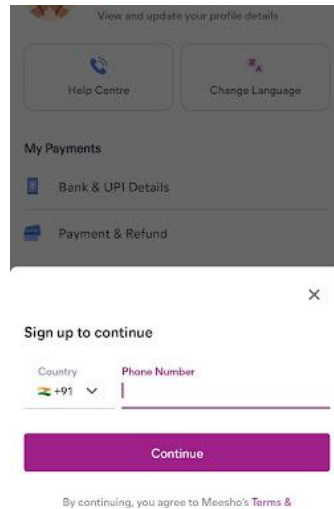 View and update your profile details
Help Centre
Change Language
My Payments
Bank & UPI Details
Payment & Refund
Sign up to continue
Country
Phone Number
+91
Continue
By continuing, you agree to Meesho's Terms &